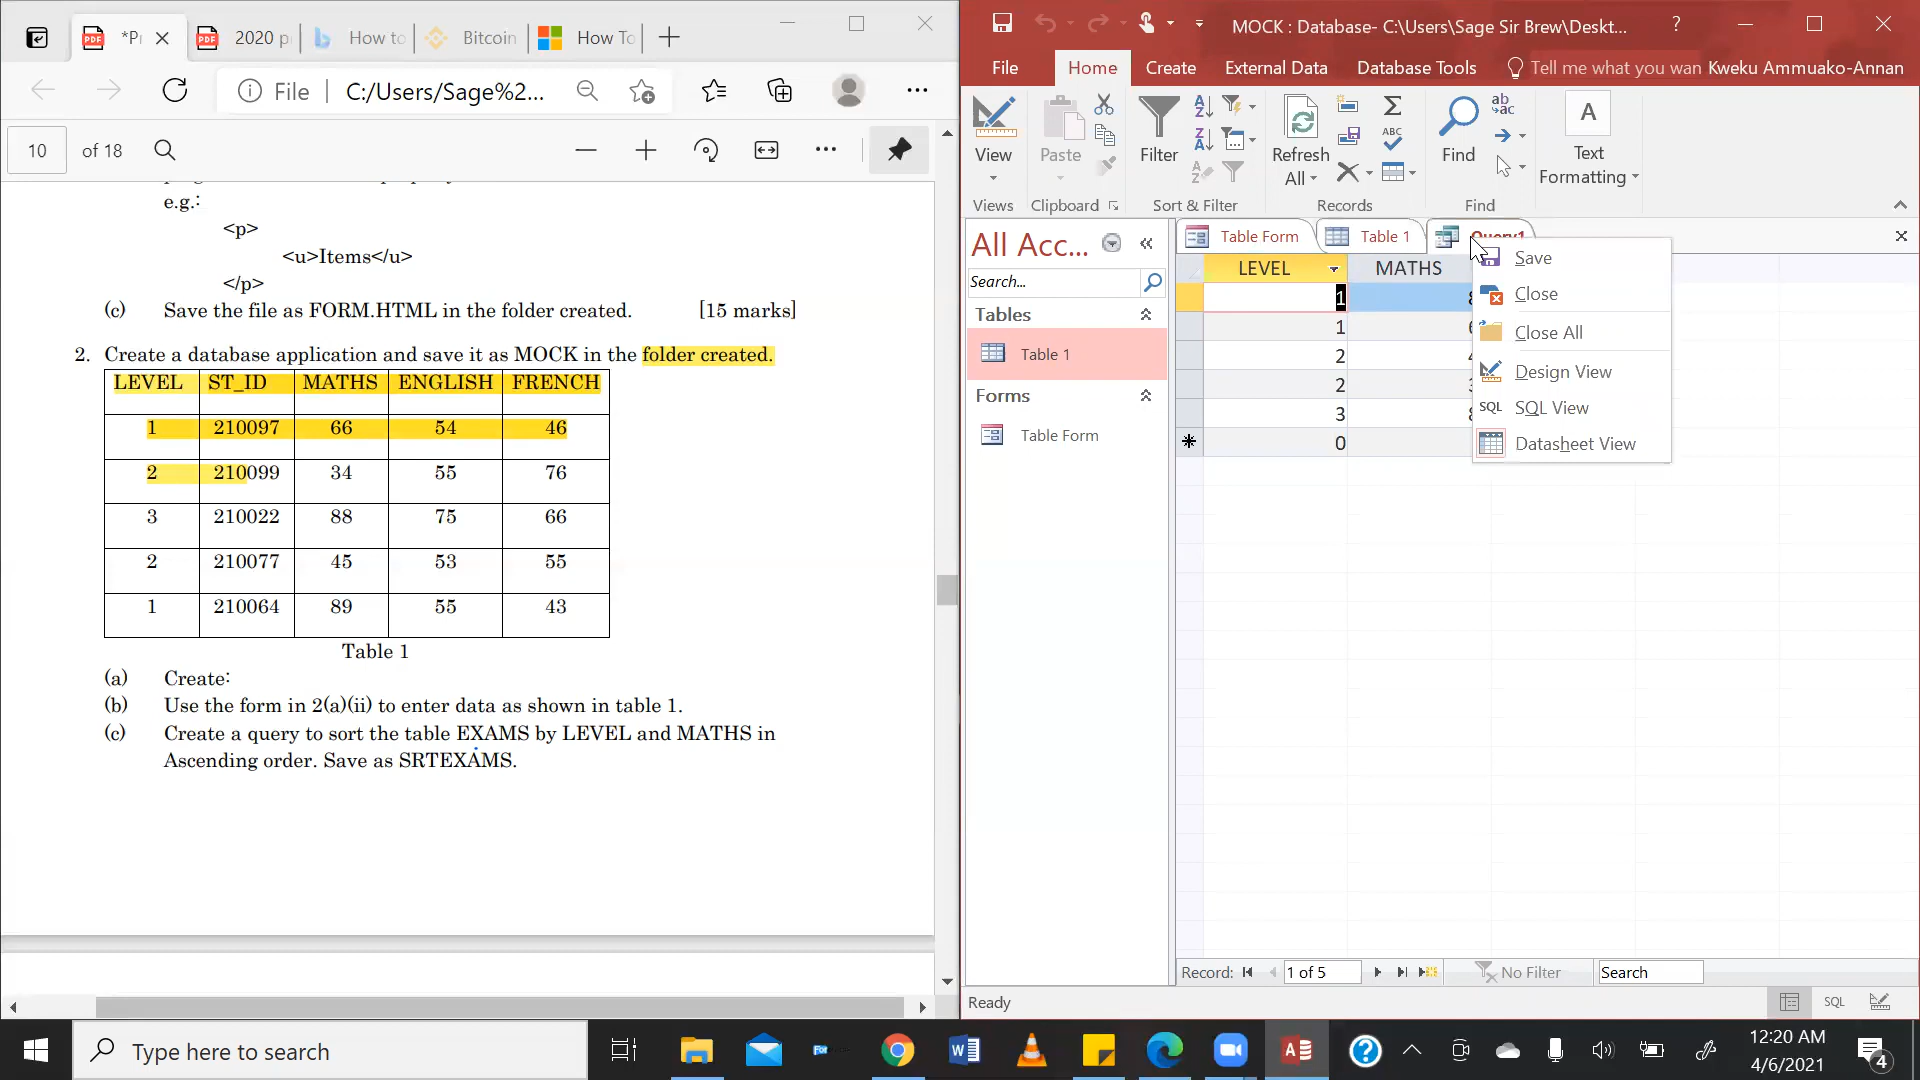 *P
2020 p
How to
Bitcoin
How To
File
C:/Users/Sage%2...
10
of 18
e.g.:
<p>
<u>Items</u>
</p>
(c) Save the file as FORM.HTML in the folder created. [15 marks]
2. Create a database application and save it as MOCK in the folder created.
LEVEL ST_ID MATHS ENGLISH FRENCH
1 210097 66 54 46
2 210099 34 55 76
3 210022 88 75 66
2 210077 45 53 55
1 210064 89 55 43
Table 1
(a) Create:
(b) Use the form in 2(a)(ii) to enter data as shown in table 1.
(c) Create a query to sort the table EXAMS by LEVEL and MATHS in
Ascending order. Save as SRTEXAMS.
MOCK : Database- C:\Users\Sage Sir Brew\Deskt...
File Home Create External Data Database Tools Tell me what you wan Kweku Ammuako-Annan
View
Paste
Filter
Refresh
All
Find
Text
Formatting
Views Clipboard Sort & Filter Records Find
All Acc...
Search...
Tables
Table 1
Forms
Table Form
Table Form Table 1 Query1
LEVEL MATHS
1 8
1 6
2 4
2 3
3 8
0
Save
Close
Close All
Design View
SQL SQL View
Datasheet View
Record: 1 of 5 No Filter Search
Ready
SQL
Type here to search
12:20 AM
4/6/2021
4